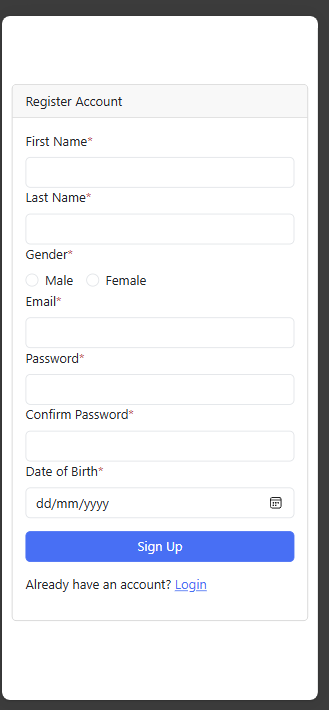 Register Account
First Name*
Last Name*
Gender*
Male Female
Email*
Password*
Confirm Password*
Date of Birth*
dd/mm/yyyy
Sign Up
Already have an account? Login